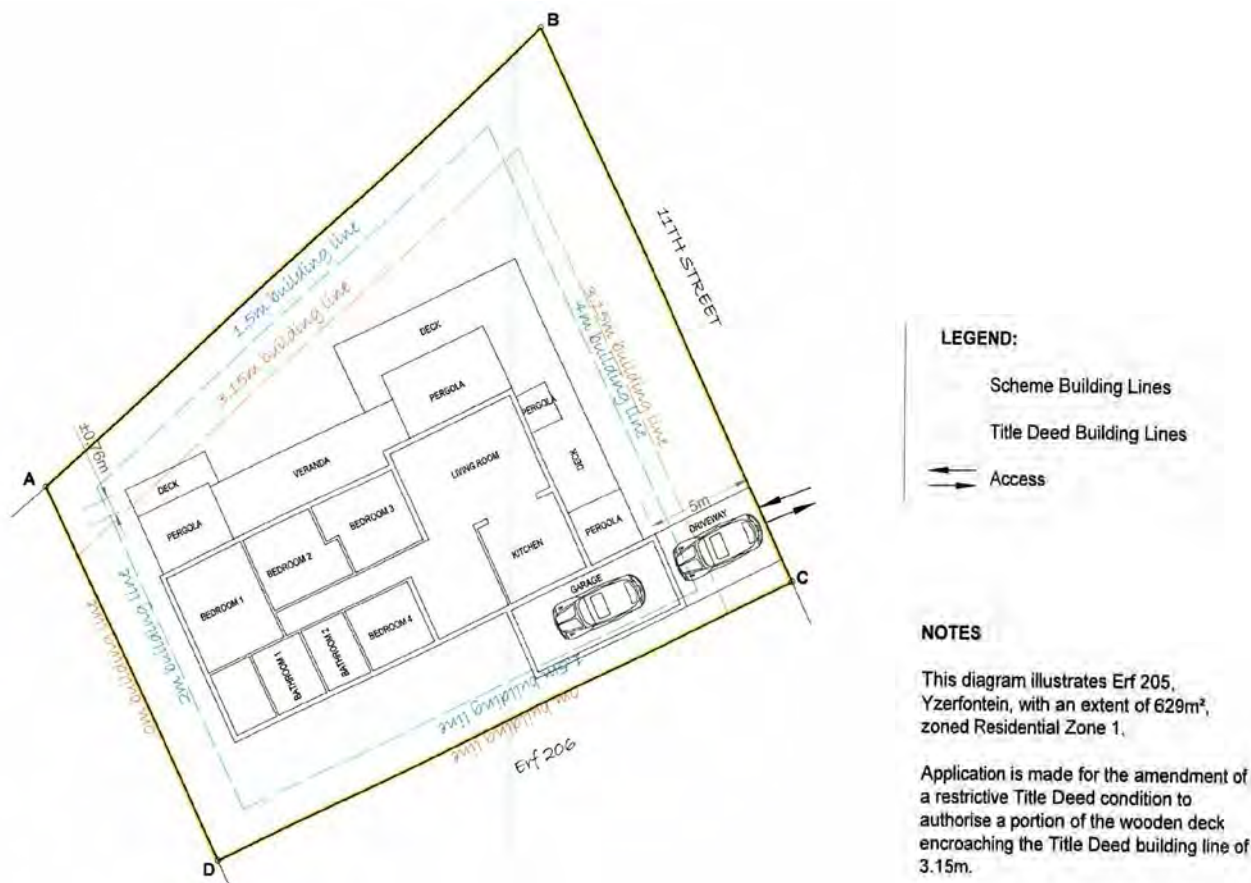 B
11TH STREET
1.5m building line
3.15m building line
3.15m building line
4m building line
DECK
PERGOLA
PERGOLA
DECK
PERGOLA
±0.76m
A
DECK
PERGOLA
VERANDA
LIVING ROOM
BEDROOM 3
BEDROOM 2
BEDROOM 1
KITCHEN
5m
DRIVEWAY
GARAGE
C
BEDROOM 4
BATHROOM 2
BATHROOM 1
2m building line
0m building line
1.5m building line
0m building line
Erf 206
D
LEGEND:
Scheme Building Lines
Title Deed Building Lines
Access
NOTES
This diagram illustrates Erf 205,
Yzerfontein, with an extent of 629m²,
zoned Residential Zone 1.
Application is made for the amendment of
a restrictive Title Deed condition to
authorise a portion of the wooden deck
encroaching the Title Deed building line of
3.15m.